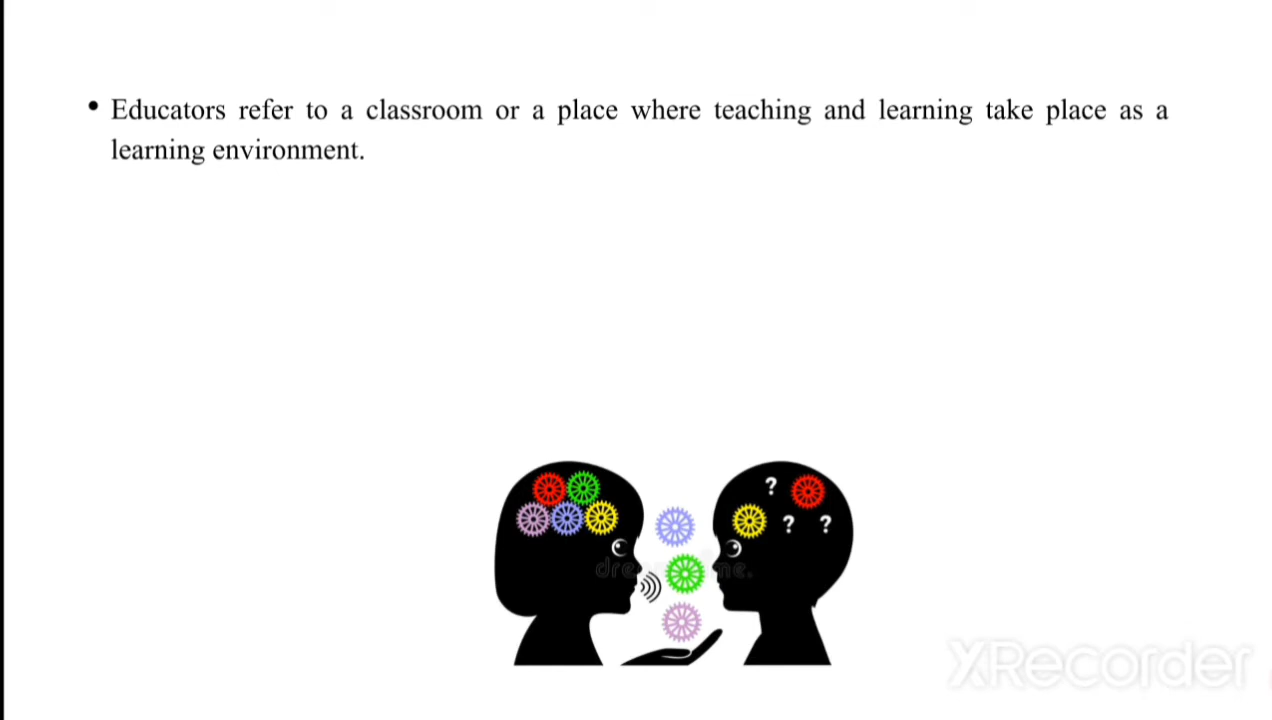 • Educators refer to a classroom or a place where teaching and learning take place as a
learning environment.
? ? ?
XRecorder